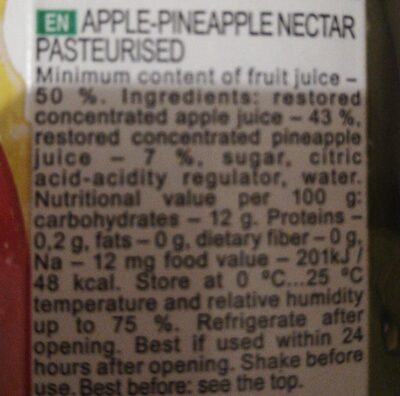 EN APPLE-PINEAPPLE NECTAR
PASTEURISED
Minimum content of fruit juice –
50 %. Ingredients: restored
concentrated apple juice – 43 %,
restored concentrated pineapple
juice – 7 %, sugar, citric
acid-acidity regulator, water.
Nutritional value per 100 g:
carbohydrates – 12 g. Proteins –
0,2 g, fats – 0 g, dietary fiber – 0 g,
Na – 12 mg food value – 201kJ /
48 kcal. Store at 0 °C...25 °C
temperature and relative humidity
up to 75 %. Refrigerate after
opening. Best if used within 24
hours after opening. Shake before
use. Best before: see the top.